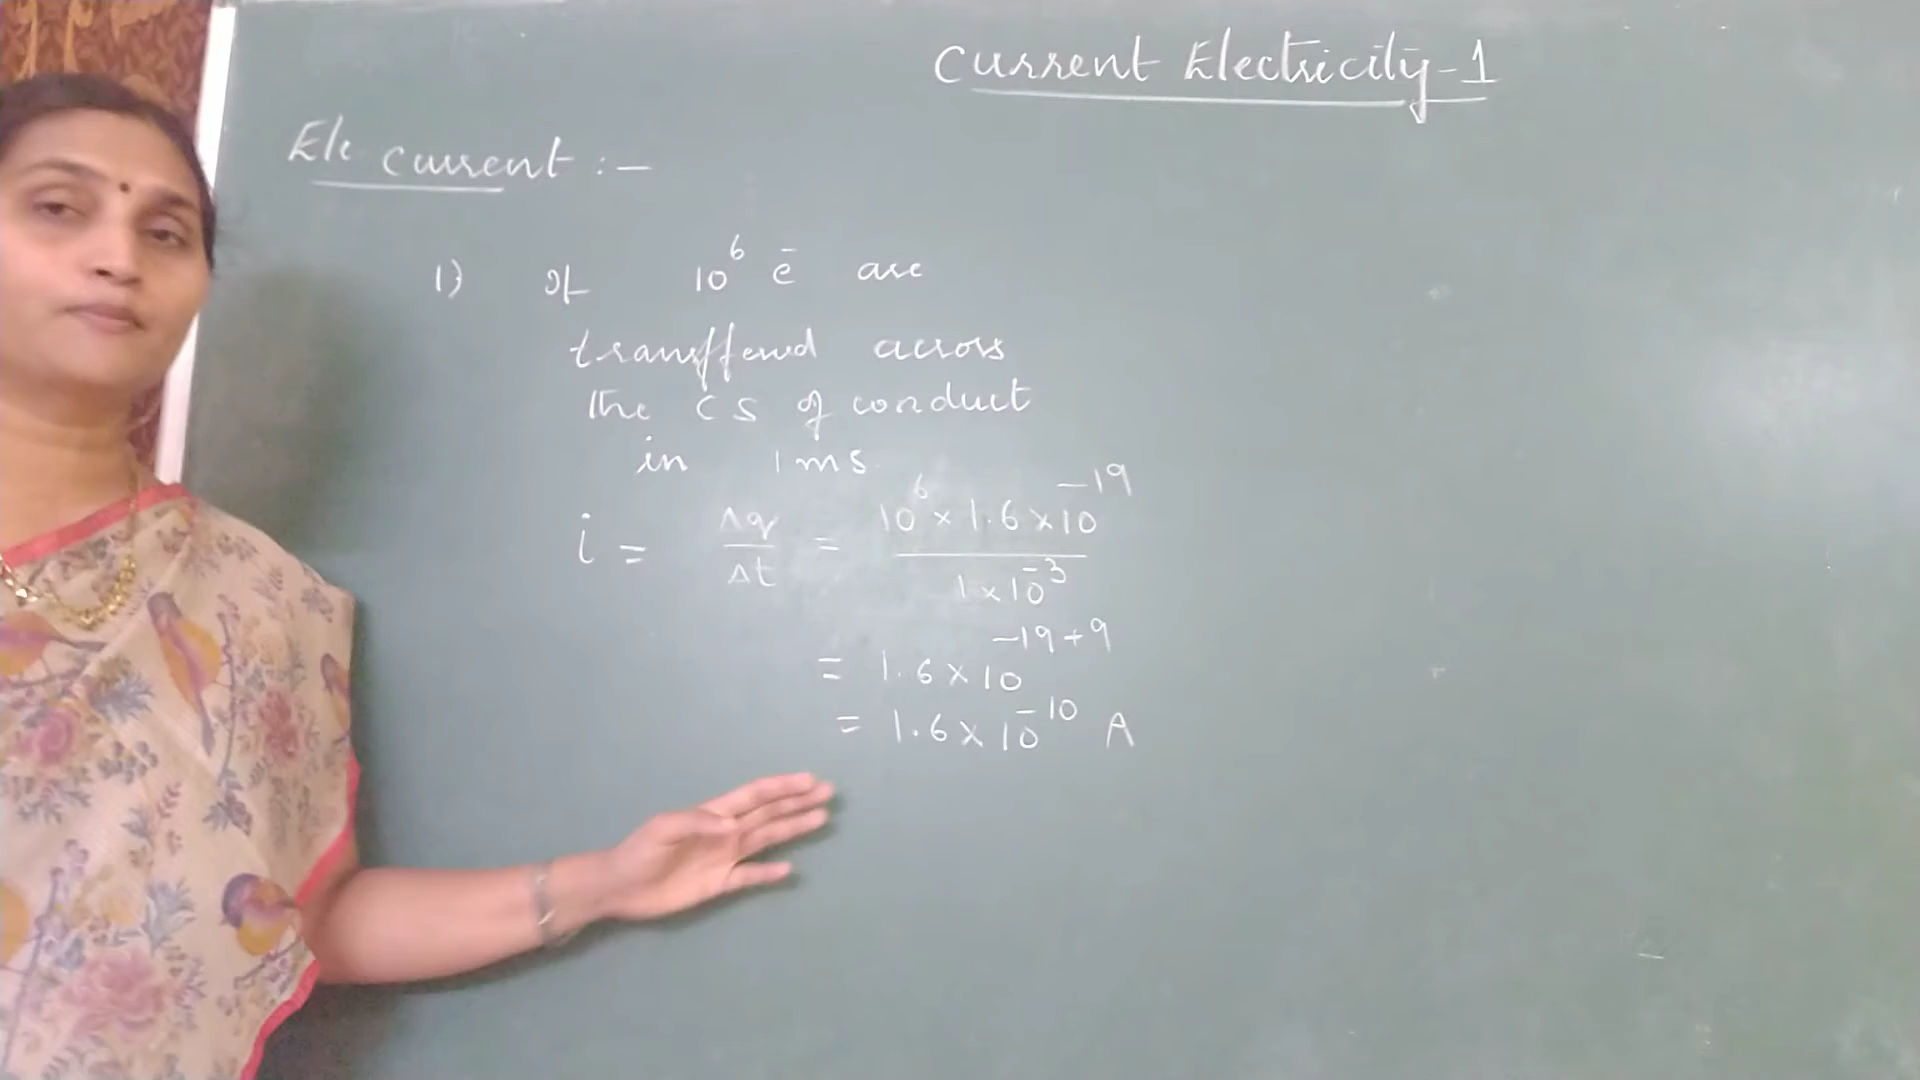 Current Electricity-1
Ele current :-
1) If 10⁶ ē are
transffered across
the CS of conduct
in 1ms
i = Δq/Δt = 10⁶ × 1.6 × 10⁻¹⁹ / 1 × 10⁻³
= 1.6 × 10⁻¹⁹⁺⁹
= 1.6 × 10⁻¹⁰ A